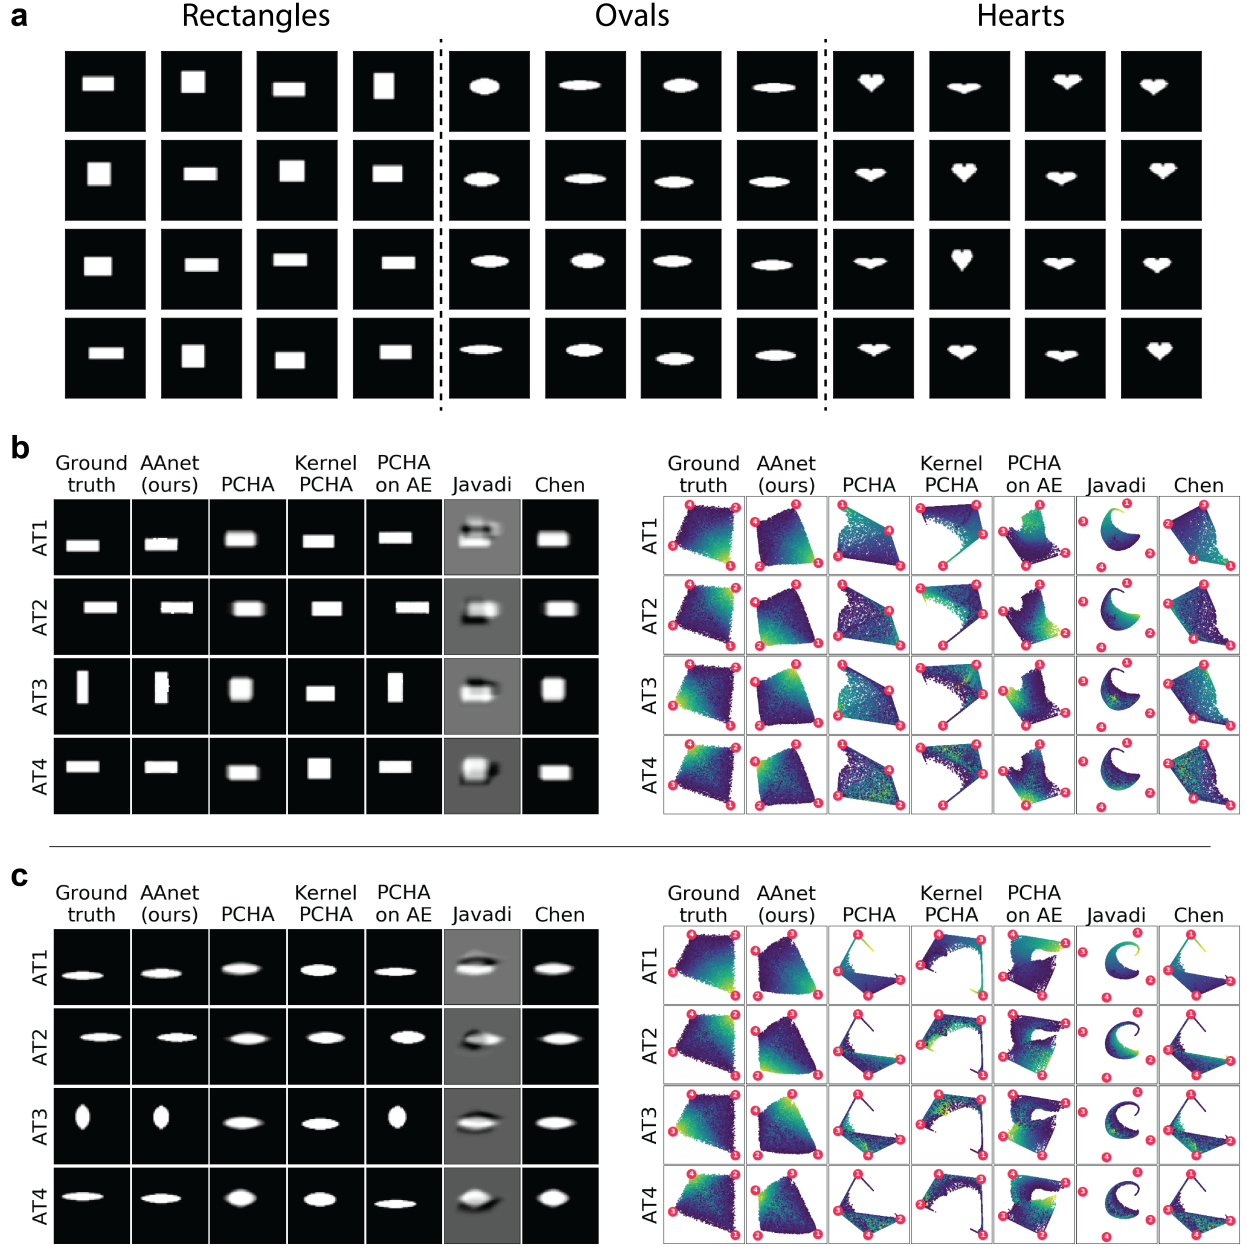 a
Rectangles Ovals Hearts
b
Ground truth AAnet (ours) PCHA Kernel PCHA PCHA on AE Javadi Chen
Ground truth AAnet (ours) PCHA Kernel PCHA PCHA on AE Javadi Chen
AT1
AT2
AT3
AT4
AT1
AT2
AT3
AT4
c
Ground truth AAnet (ours) PCHA Kernel PCHA PCHA on AE Javadi Chen
Ground truth AAnet (ours) PCHA Kernel PCHA PCHA on AE Javadi Chen
AT1
AT2
AT3
AT4
AT1
AT2
AT3
AT4